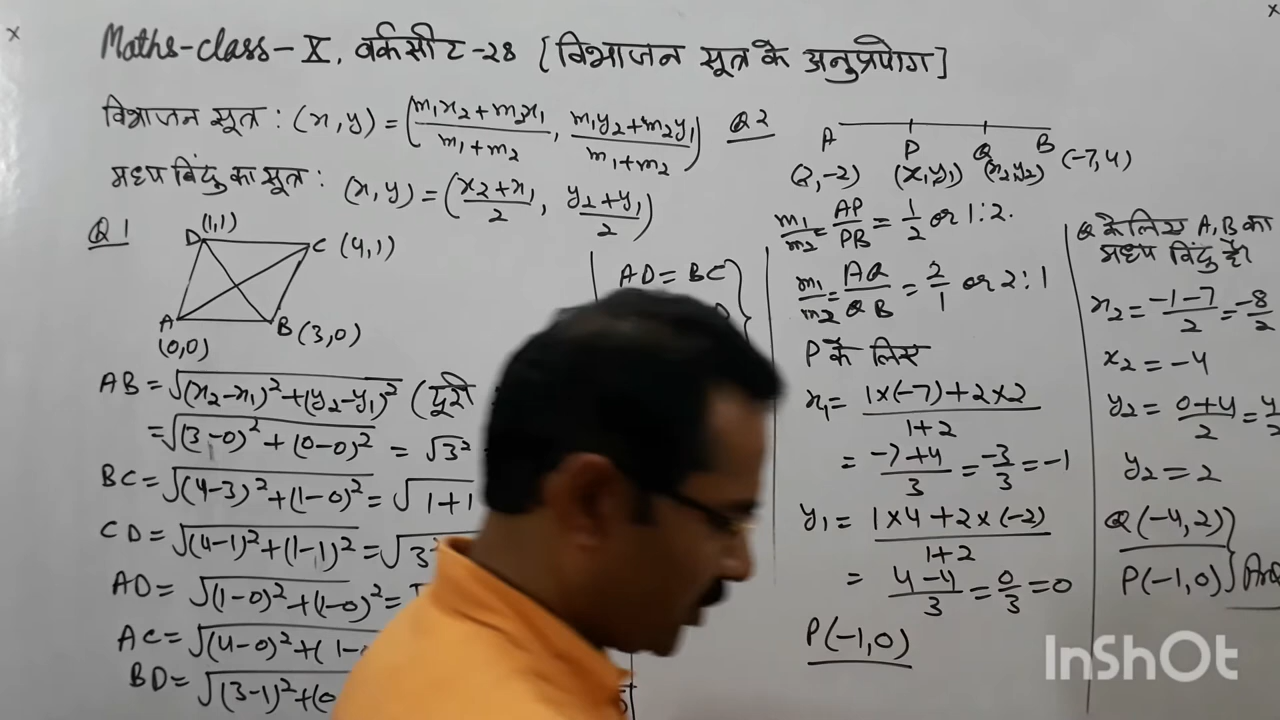 Maths-class-X, वर्कसीट-28 [विभाजन सूत्र के अनुप्रयोग]
विभाजन सूत्र : (x, y) = (m₁x₂+m₂x₁/m₁+m₂, m₁y₂+m₂y₁/m₁+m₂)
मध्य बिंदु का सूत्र : (x, y) = (x₂+x₁/2, y₂+y₁/2)
Q1
D (1,1)
C (4,1)
A (0,0)
B (3,0)
AB = √(x₂-x₁)²+(y₂-y₁)² (दूरी
= √(3-0)²+(0-0)² = √3²
BC = √(4-3)²+(1-0)² = √1+1
CD = √(4-1)²+(1-1)² = √3²
AD = √(1-0)²+(1-0)² =
AC = √(4-0)²+(1-
BD = √(3-1)²+(0
AD = BC
Q2
A P Q B
(2,-2) (x₁,y₁) (x₂,y₂) (-7,4)
m₁/m₂ = AP/PB = 1/2 or 1:2.
m₁/m₂ = AQ/QB = 2/1 or 2:1
P के लिए
x₁ = 1×(-7)+2×2/1+2
= -7+4/3 = -3/3 = -1
y₁ = 1×4+2×(-2)/1+2
= 4-4/3 = 0/3 = 0
P(-1,0)
Q के लिए A, B का
मध्य बिंदु है।
x₂ = -1-7/2 = -8/2
x₂ = -4
y₂ = 0+4/2 = 4/2
y₂ = 2
Q(-4,2)
P(-1,0) } Ans
InShOt